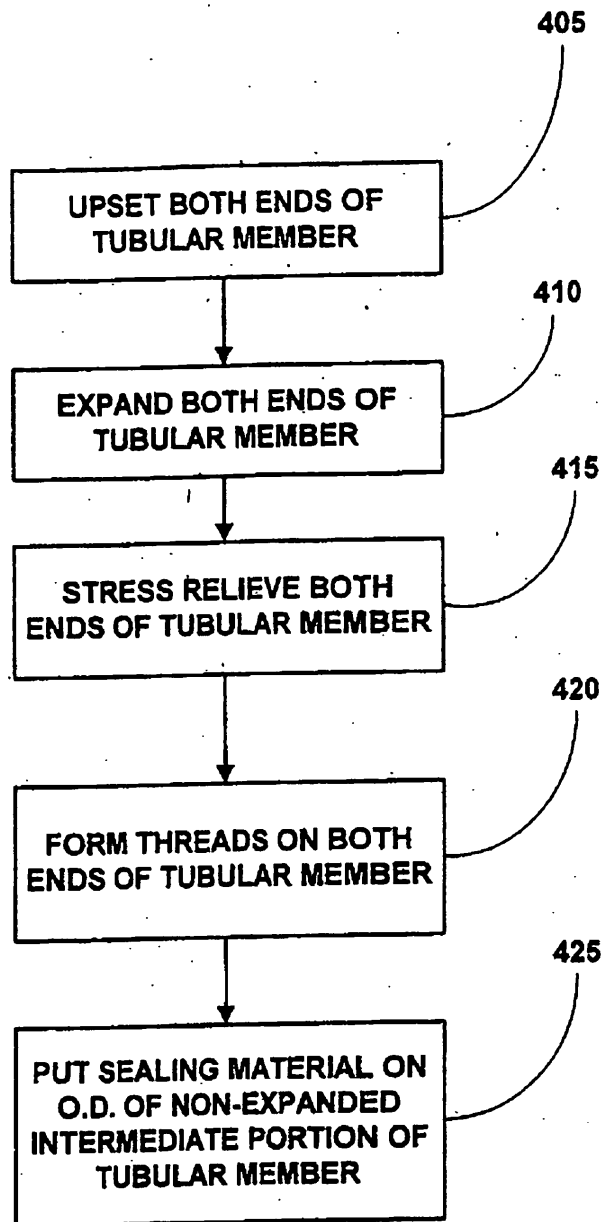 405
UPSET BOTH ENDS OF
TUBULAR MEMBER
410
EXPAND BOTH ENDS OF
TUBULAR MEMBER
415
STRESS RELIEVE BOTH
ENDS OF TUBULAR MEMBER
420
FORM THREADS ON BOTH
ENDS OF TUBULAR MEMBER
425
PUT SEALING MATERIAL ON
O.D. OF NON-EXPANDED
INTERMEDIATE PORTION OF
TUBULAR MEMBER